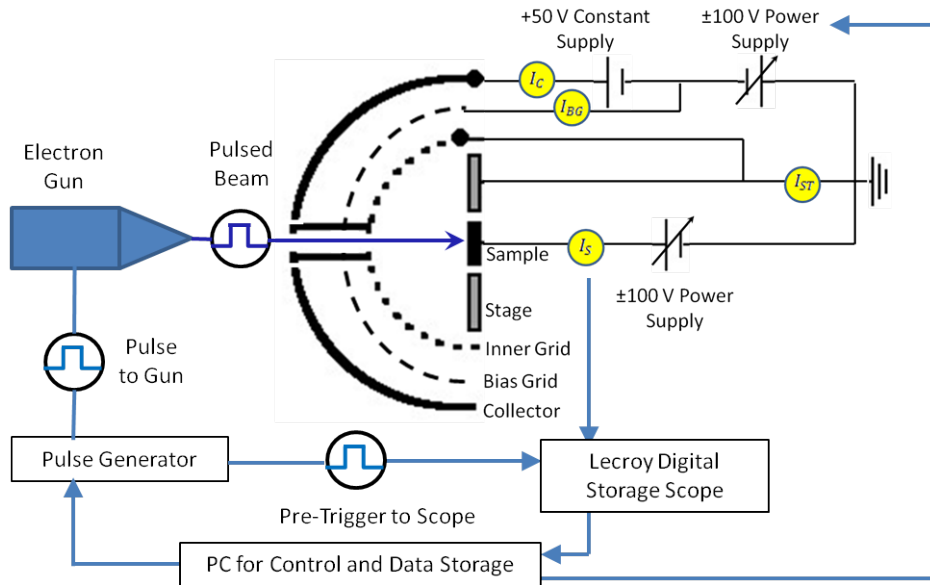 +50 V Constant
Supply
±100 V Power
Supply
I_C
I_BG
Electron
Gun
Pulsed
Beam
I_ST
I_S
Sample
±100 V Power
Supply
Stage
Pulse
to Gun
Inner Grid
Bias Grid
Collector
Pulse Generator
Lecroy Digital
Storage Scope
Pre-Trigger to Scope
PC for Control and Data Storage